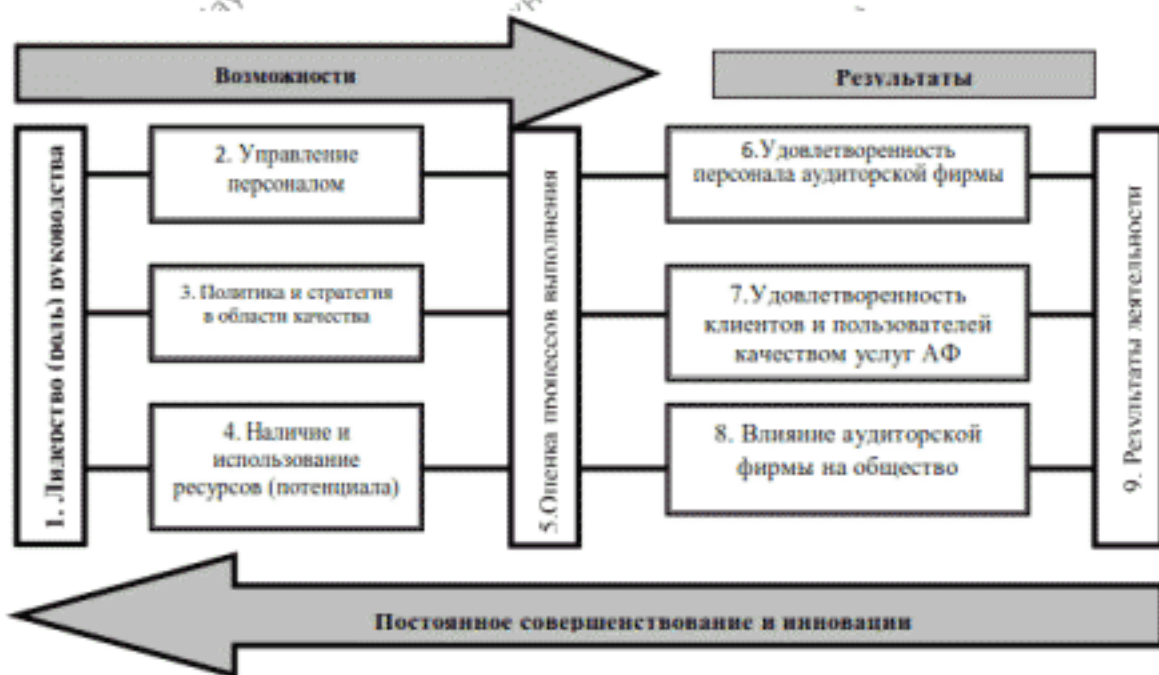 Возможности
Результаты
1. Лидерство (роль) руководства
2. Управление
персоналом
3. Политика и стратегия
в области качества
4. Наличие и
использование
ресурсов (потенциала)
5.Оценка процессов выполнения
6.Удовлетворенность
персонала аудиторской фирмы
7.Удовлетворенность
клиентов и пользователей
качеством услуг АФ
8. Влияние аудиторской
фирмы на общество
9. Результаты деятельности
Постоянное совершенствование и инновации